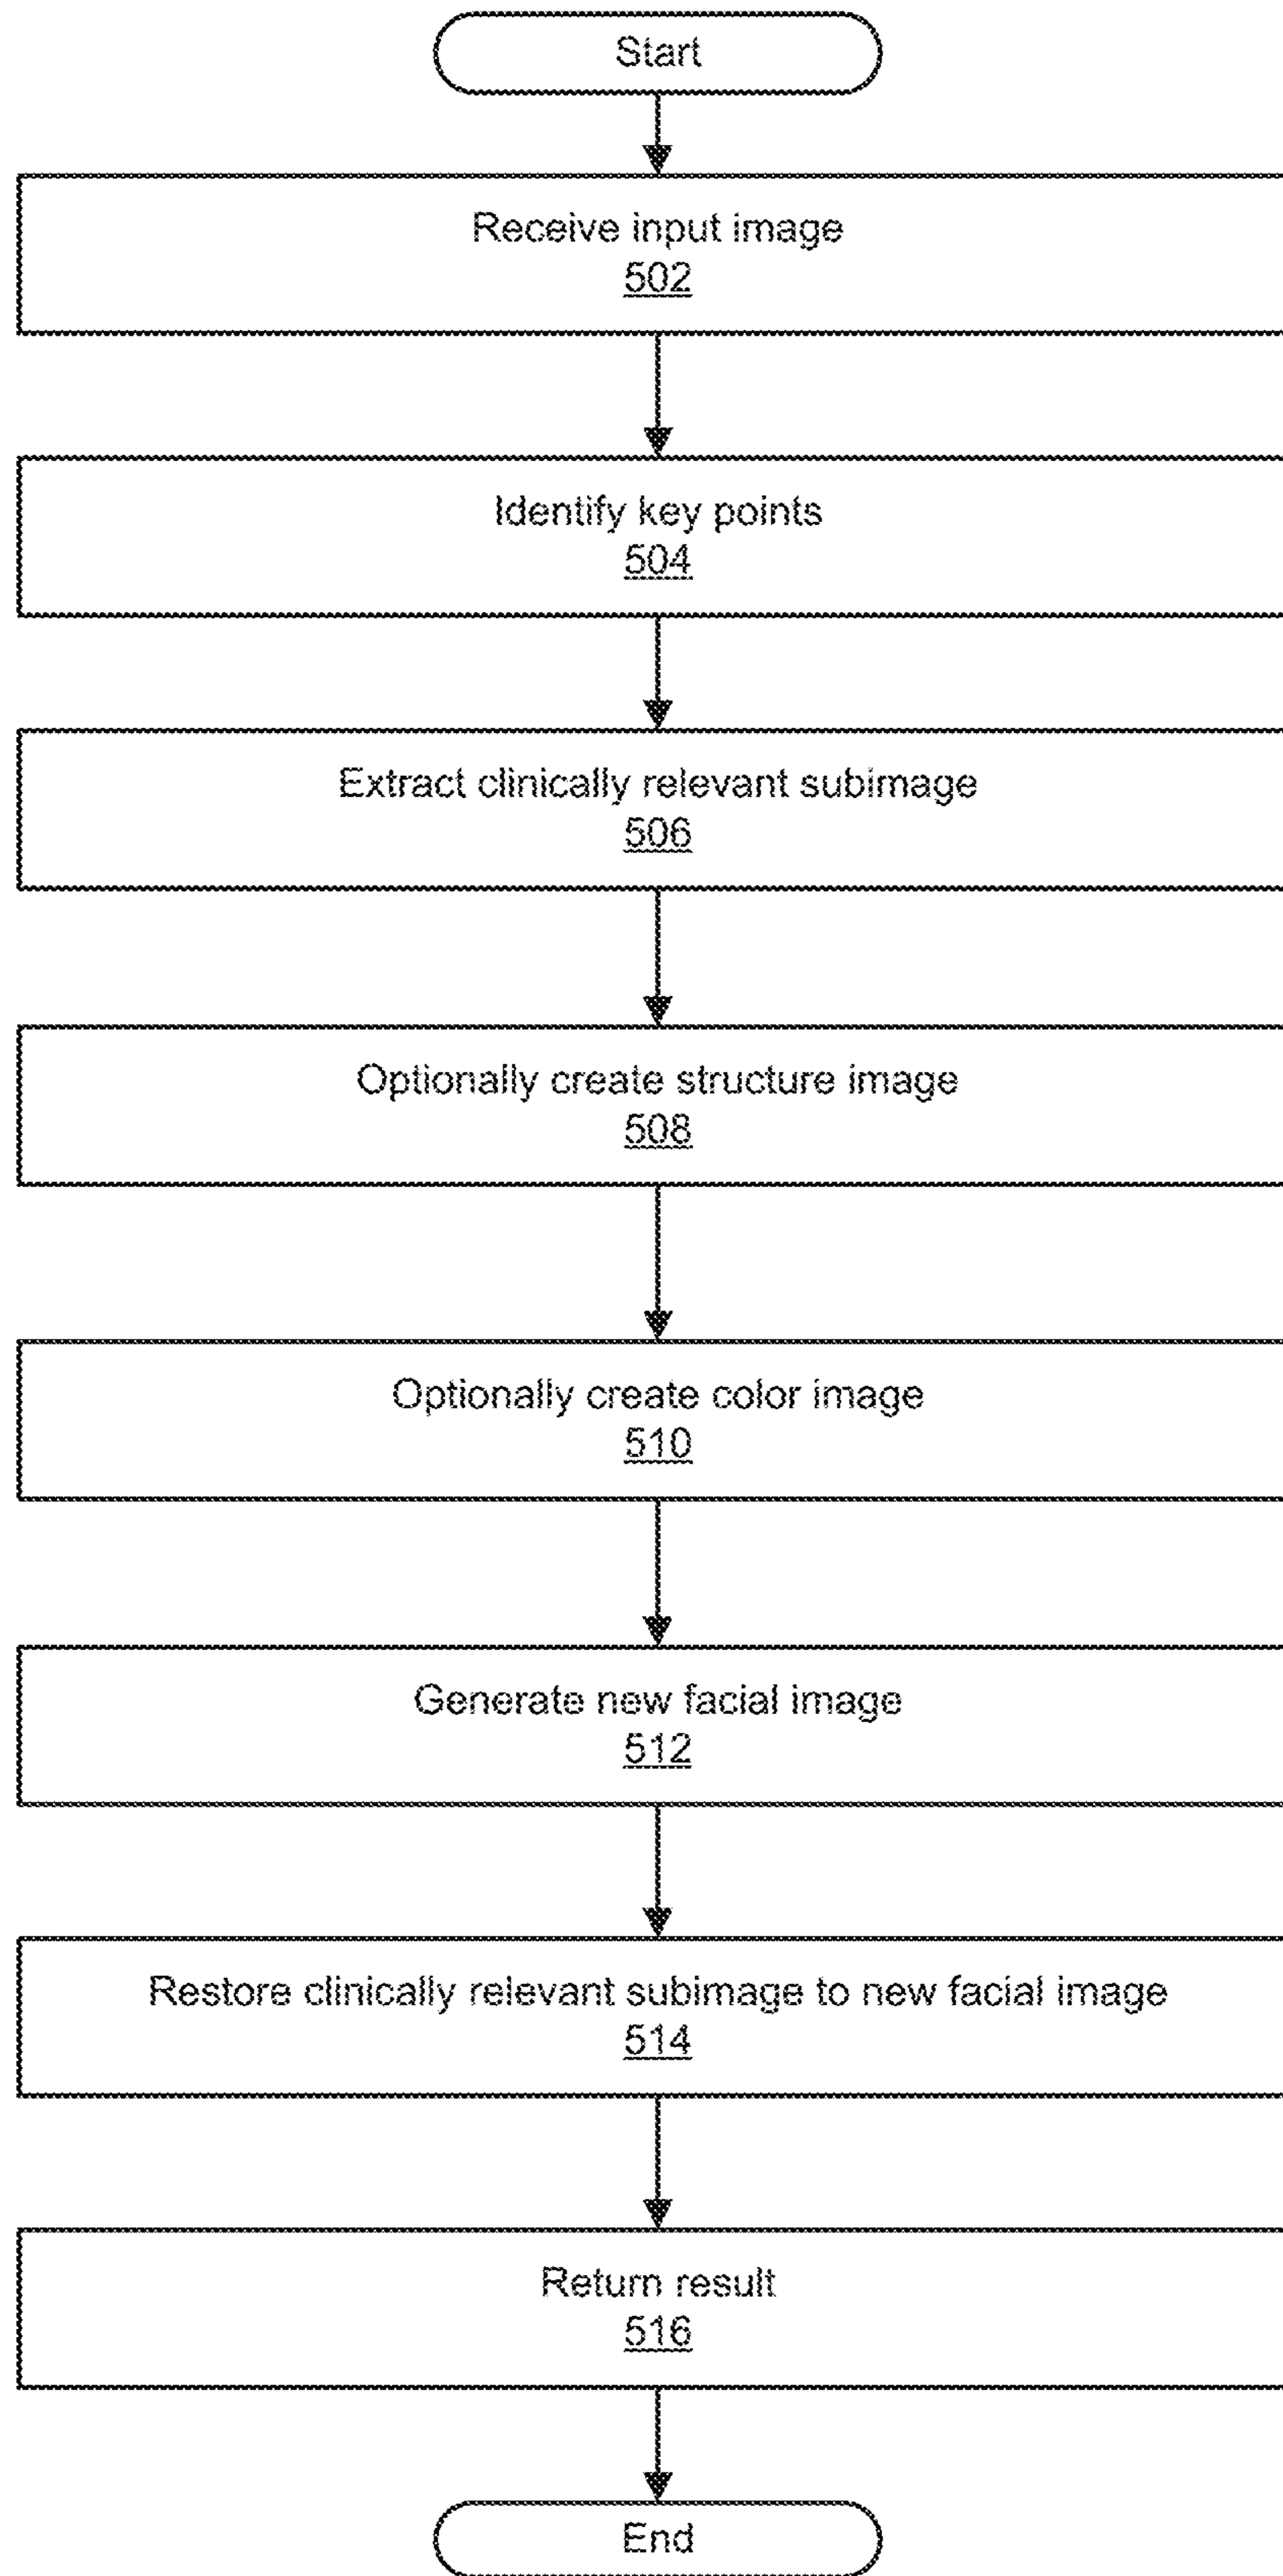 Start
Receive input image
502
Identify key points
504
Extract clinically relevant subimage
506
Optionally create structure image
508
Optionally create color image
510
Generate new facial image
512
Restore clinically relevant subimage to new facial image
514
Return result
516
End